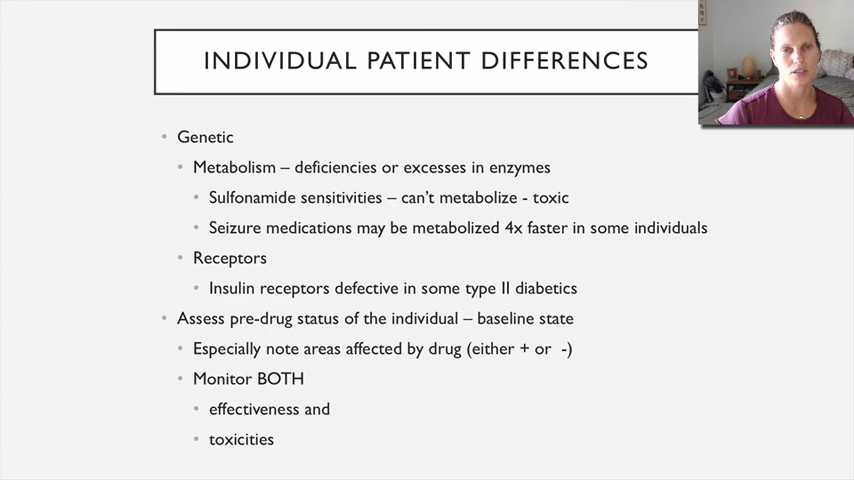 INDIVIDUAL PATIENT DIFFERENCES
• Genetic
• Metabolism – deficiencies or excesses in enzymes
• Sulfonamide sensitivities – can't metabolize - toxic
• Seizure medications may be metabolized 4x faster in some individuals
• Receptors
• Insulin receptors defective in some type II diabetics
• Assess pre-drug status of the individual – baseline state
• Especially note areas affected by drug (either + or  -)
• Monitor BOTH
• effectiveness and
• toxicities